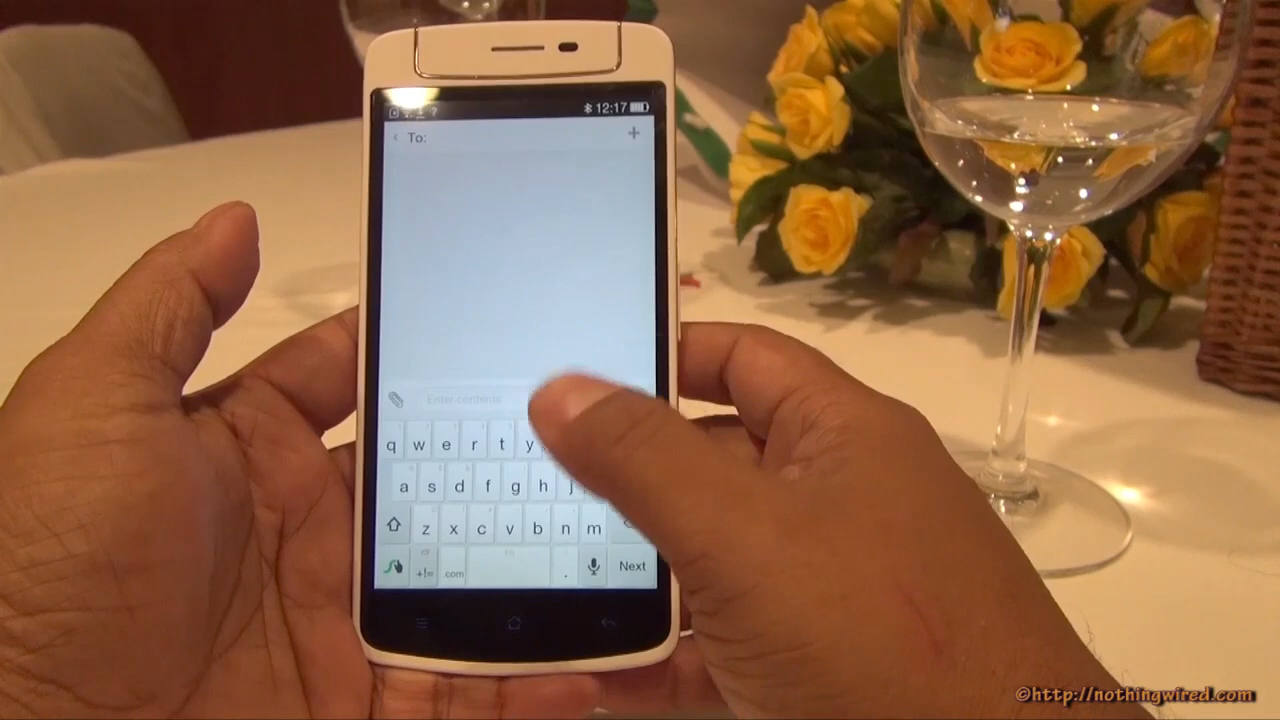 12:17
To:
Enter contents
q w e r t y
a s d f g h j
z x c v b n m
+!= com . Next
©http://nothingwired.com